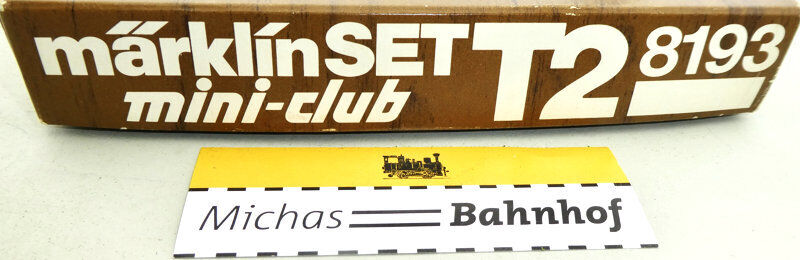 märklin SET T2 8193
mini-club
Michas Bahnhof